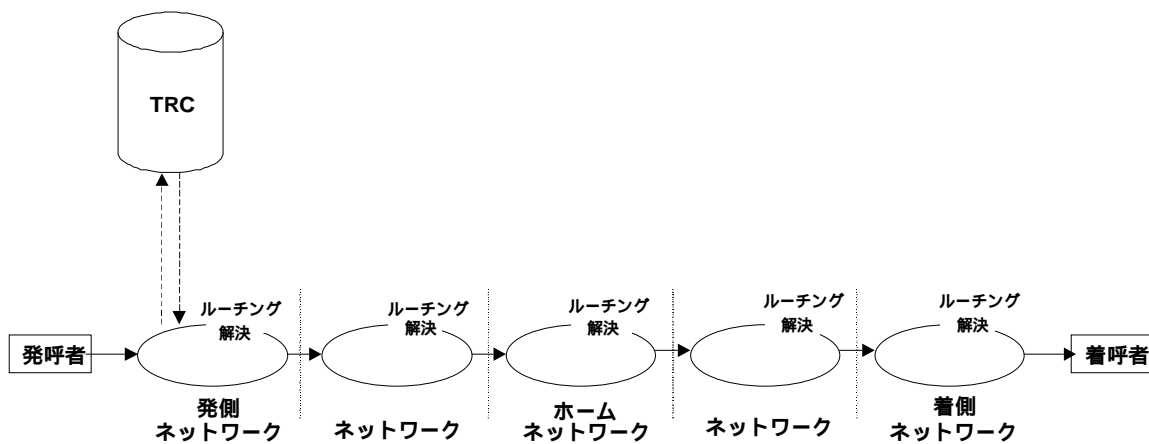 TRC
ルーチング
解決
ルーチング
解決
ルーチング
解決
ルーチング
解決
ルーチング
解決
発呼者
着呼者
発側
ネットワーク
ネットワーク
ホーム
ネットワーク
ネットワーク
着側
ネットワーク